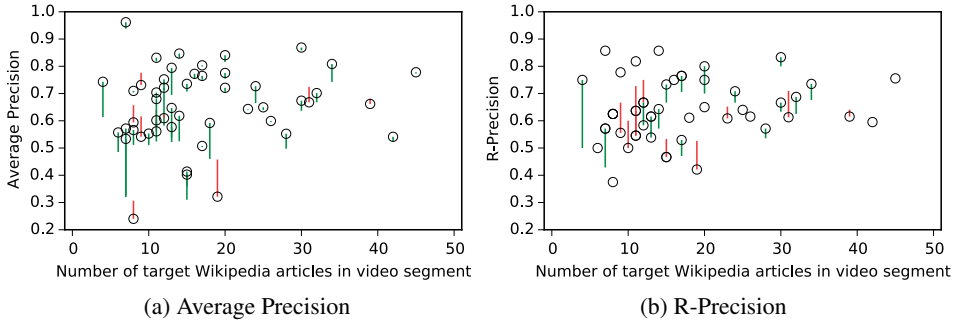 1.0
0.9
0.8
0.7
0.6
0.5
0.4
0.3
0.2
Average Precision
0 10 20 30 40 50
Number of target Wikipedia articles in video segment
(a) Average Precision
1.0
0.9
0.8
0.7
0.6
0.5
0.4
0.3
0.2
R-Precision
0 10 20 30 40 50
Number of target Wikipedia articles in video segment
(b) R-Precision